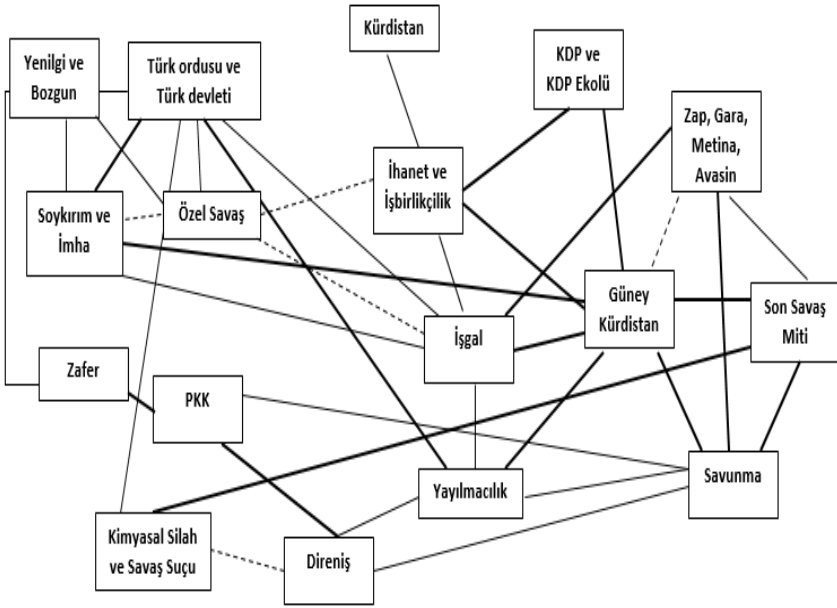 Kürdistan
KDP ve
KDP Ekolü
Yenilgi ve
Bozgun
Türk ordusu ve
Türk devleti
Zap, Gara,
Metina,
Avasin
İhanet ve
İşbirlikçilik
Soykırım ve
İmha
Özel Savaş
Güney
Kürdistan
Son Savaş
Miti
İşgal
Zafer
PKK
Yayılmacılık
Savunma
Kimyasal Silah
ve Savaş Suçu
Direniş